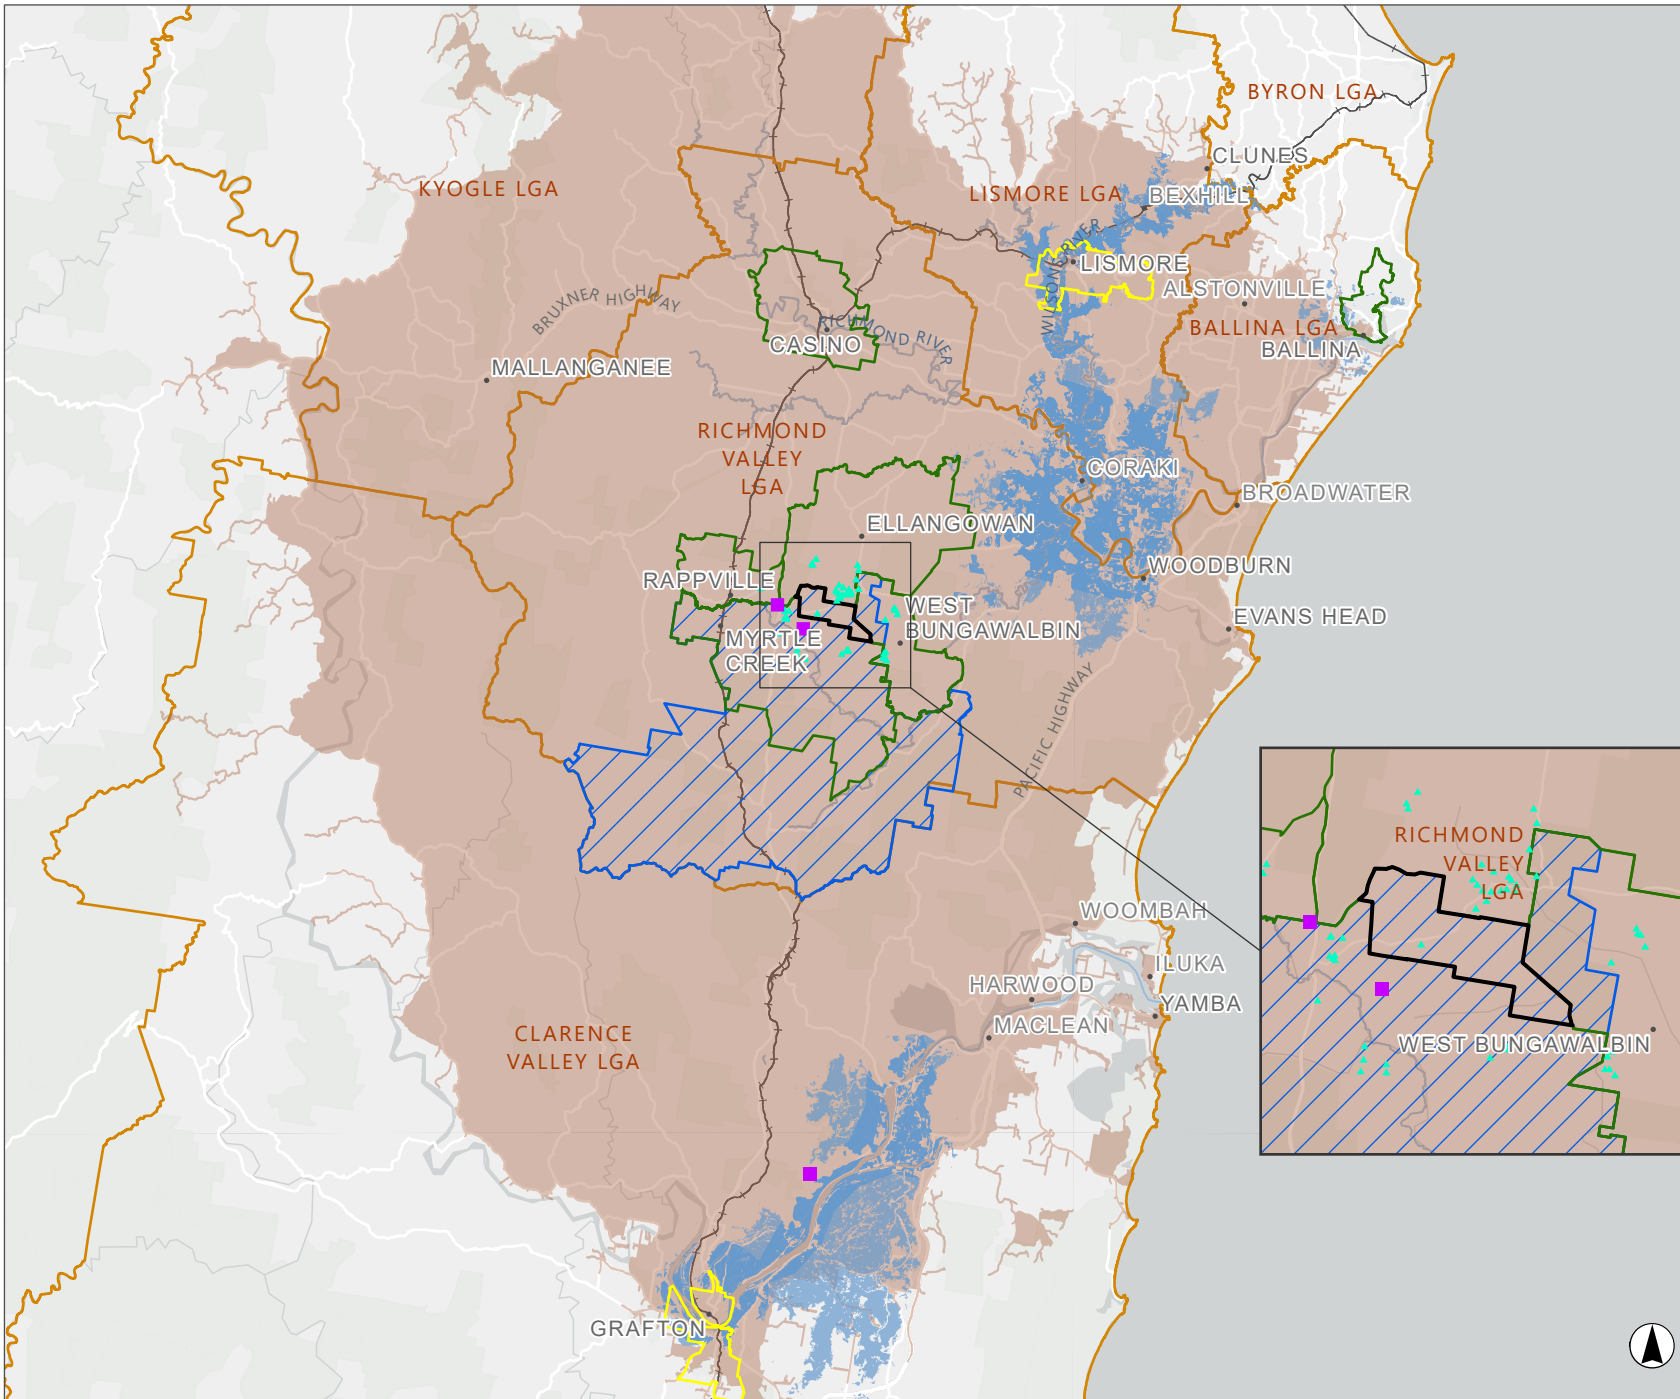 BYRON LGA
CLUNES
KYOGLE LGA
LISMORE LGA
BEXHILL
WILSONS RIVER
LISMORE
ALSTONVILLE
BRUXNER HIGHWAY
RICHMOND RIVER
BALLINA LGA
CASINO
BALLINA
MALLANGANEE
RICHMOND
VALLEY
LGA
CORAKI
BROADWATER
ELLANGOWAN
WOODBURN
RAPPVILLE
WEST
BUNGAWALBIN
EVANS HEAD
MYRTLE
CREEK
PACIFIC HIGHWAY
RICHMOND
VALLEY
LGA
WEST BUNGAWALBIN
WOOMBAH
ILUKA
HARWOOD
YAMBA
MACLEAN
CLARENCE
VALLEY LGA
GRAFTON